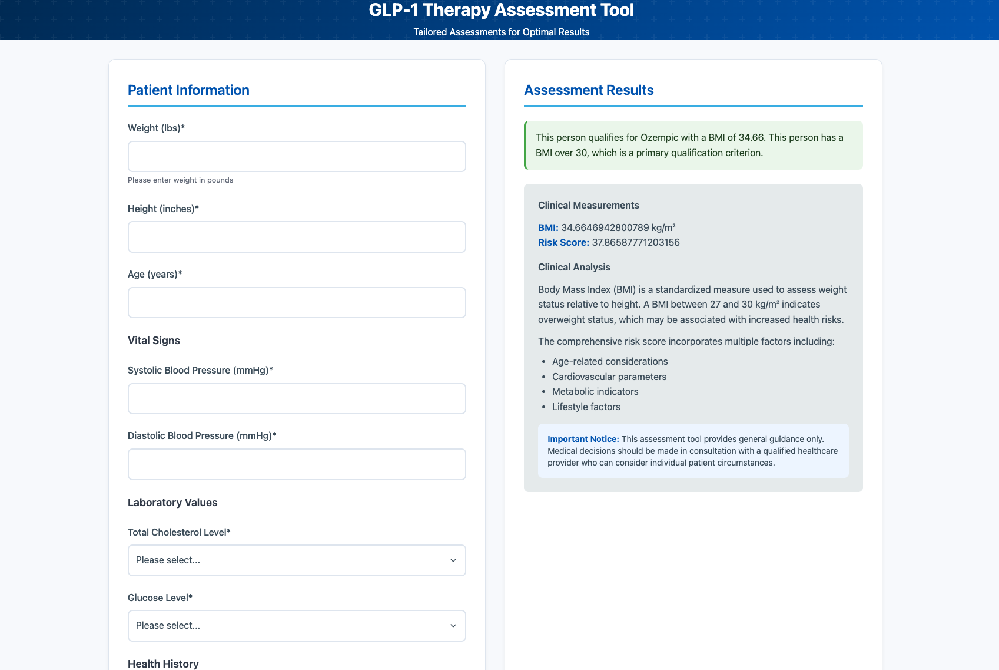 GLP-1 Therapy Assessment Tool
Tailored Assessments for Optimal Results
Patient Information
Weight (lbs)*
Please enter weight in pounds
Height (inches)*
Age (years)*
Vital Signs
Systolic Blood Pressure (mmHg)*
Diastolic Blood Pressure (mmHg)*
Laboratory Values
Total Cholesterol Level*
Please select...
Glucose Level*
Please select...
Health History
Assessment Results
This person qualifies for Ozempic with a BMI of 34.66. This person has a
BMI over 30, which is a primary qualification criterion.
Clinical Measurements
BMI: 34.6646942800789 kg/m²
Risk Score: 37.86587771203156
Clinical Analysis
Body Mass Index (BMI) is a standardized measure used to assess weight
status relative to height. A BMI between 27 and 30 kg/m² indicates
overweight status, which may be associated with increased health risks.
The comprehensive risk score incorporates multiple factors including:
• Age-related considerations
• Cardiovascular parameters
• Metabolic indicators
• Lifestyle factors
Important Notice: This assessment tool provides general guidance only.
Medical decisions should be made in consultation with a qualified healthcare
provider who can consider individual patient circumstances.